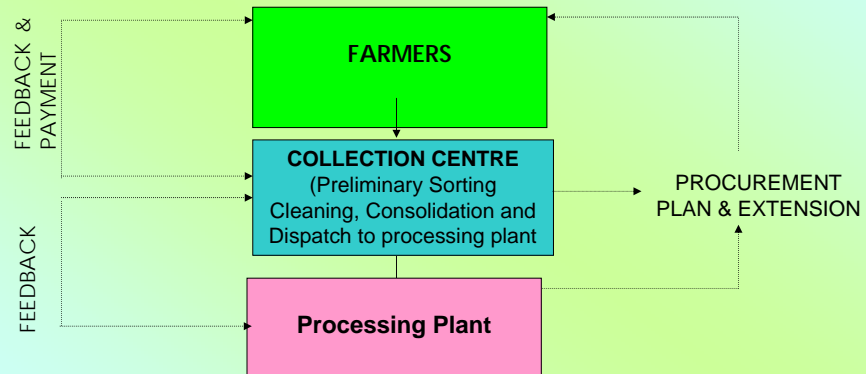 FEEDBACK &
PAYMENT
FARMERS
COLLECTION CENTRE
(Preliminary Sorting
Cleaning, Consolidation and
Dispatch to processing plant
PROCUREMENT
PLAN & EXTENSION
FEEDBACK
Processing Plant